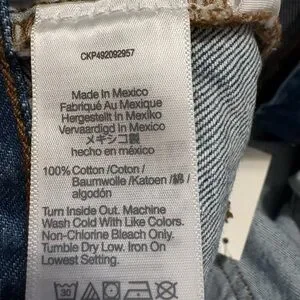 CKP492092957
Made In Mexico
Fabriqué Au Mexique
Hergestellt in Mexiko
Vervaardigd In Mexico
メキシコ製
hecho en méxico
100% Cotton /Coton /
Baumwolle /Katoen /綿 /
algodón
Turn Inside Out. Machine
Wash Cold With Like Colors.
Non-Chlorine Bleach Only.
Tumble Dry Low. Iron On
Lowest Setting.
30